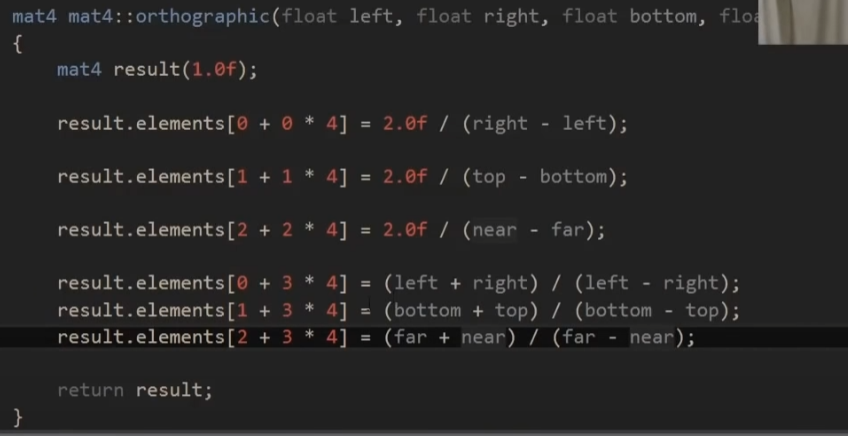 mat4 mat4::orthographic(float left, float right, float bottom,
{
mat4 result(1.0f);
result.elements[0 + 0 * 4] = 2.0f / (right - left);
result.elements[1 + 1 * 4] = 2.0f / (top - bottom);
result.elements[2 + 2 * 4] = 2.0f / (near - far);
result.elements[0 + 3 * 4] = (left + right) / (left - right);
result.elements[1 + 3 * 4] = (bottom + top) / (bottom - top);
result.elements[2 + 3 * 4] = (far + near) / (far - near);
return result;
}